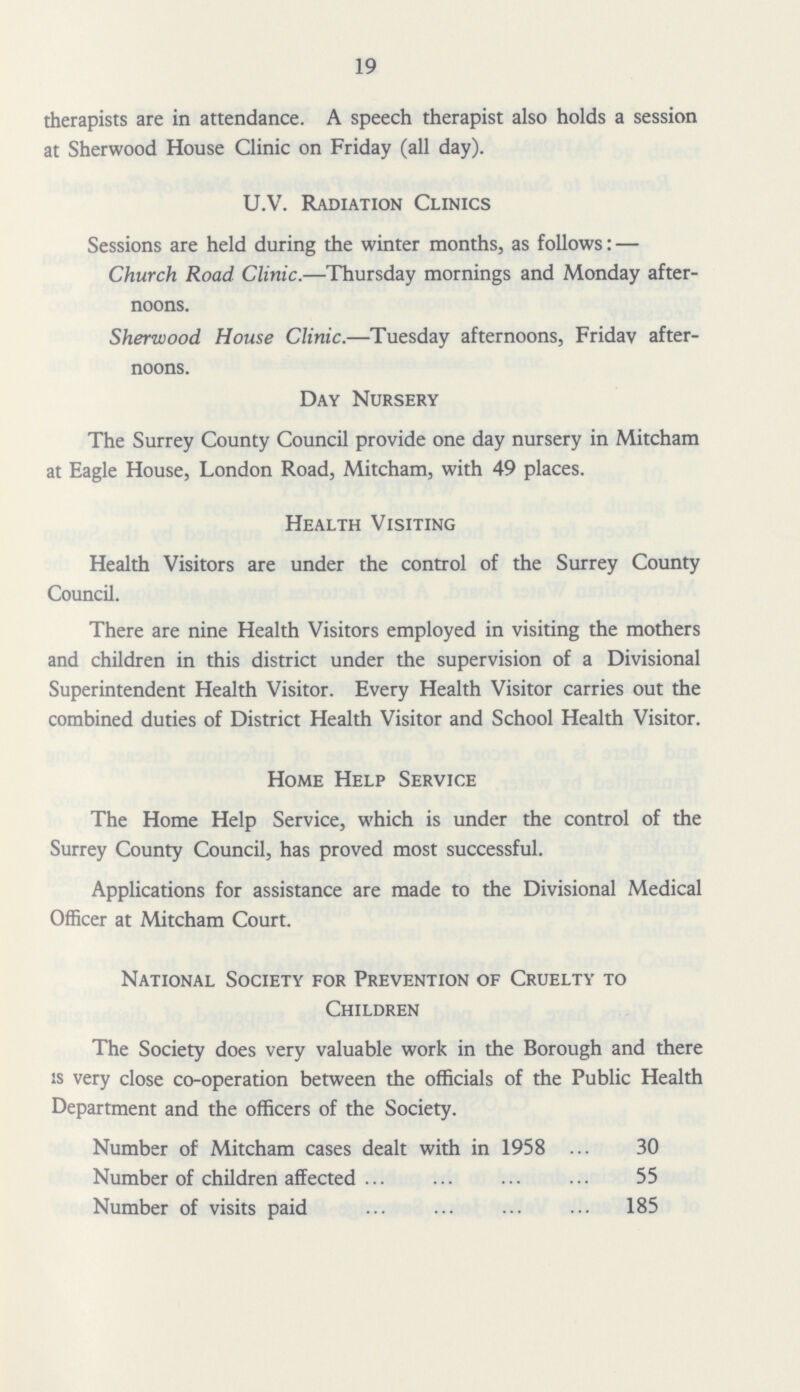 19
therapists are in attendance. A speech therapist also holds a session
at Sherwood House Clinic on Friday (all day).
U.V. Radiation Clinics
Sessions are held during the winter months, as follows:—
Church Road Clinic.—Thursday mornings and Monday after-
noons.
Sherwood House Clinic.—Tuesday afternoons, Friday after-
noons.
Day Nursery
The Surrey County Council provide one day nursery in Mitcham
at Eagle House, London Road, Mitcham, with 49 places.
Health Visiting
Health Visitors are under the control of the Surrey County
Council.
There are nine Health Visitors employed in visiting the mothers
and children in this district under the supervision of a Divisional
Superintendent Health Visitor. Every Health Visitor carries out the
combined duties of District Health Visitor and School Health Visitor.
Home Help Service
The Home Help Service, which is under the control of the
Surrey County Council, has proved most successful.
Applications for assistance are made to the Divisional Medical
Officer at Mitcham Court.
National Society for Prevention of Cruelty to
Children
The Society does very valuable work in the Borough and there
is very close co-operation between the officials of the Public Health
Department and the officers of the Society.
Number of Mitcham cases dealt with in 1958 ... 30
Number of children affected ... ... ... ... 55
Number of visits paid ... ... ... ... 185